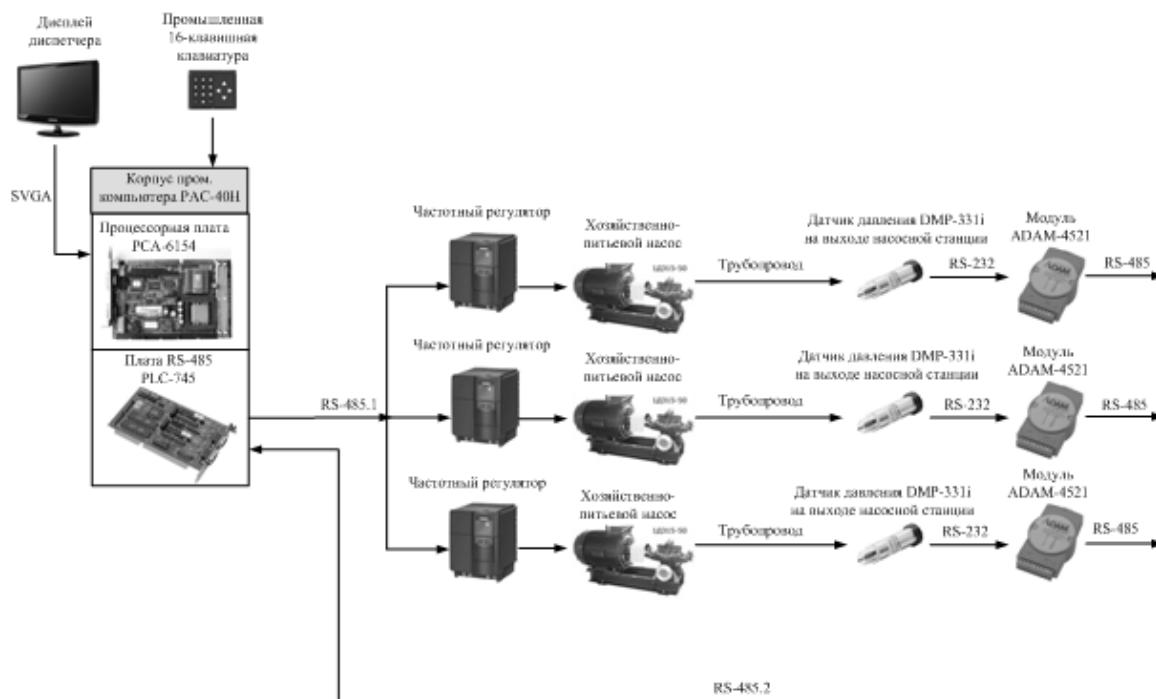 Дисплей
диспетчера
Промышленная
16-клавишная
клавиатура
SVGA
Корпус пром.
компьютера PAC-40H
Процессорная плата
PCA-6154
Плата RS-485
PLC-745
RS-485.1
Частотный регулятор
Хозяйственно-
питьевой насос
Трубопровод
Датчик давления DMP-331i
на выходе насосной станции
RS-232
Модуль
ADAM-4521
RS-485
Частотный регулятор
Хозяйственно-
питьевой насос
Трубопровод
Датчик давления DMP-331i
на выходе насосной станции
RS-232
Модуль
ADAM-4521
RS-485
Частотный регулятор
Хозяйственно-
питьевой насос
Трубопровод
Датчик давления DMP-331i
на выходе насосной станции
RS-232
Модуль
ADAM-4521
RS-485
RS-485.2